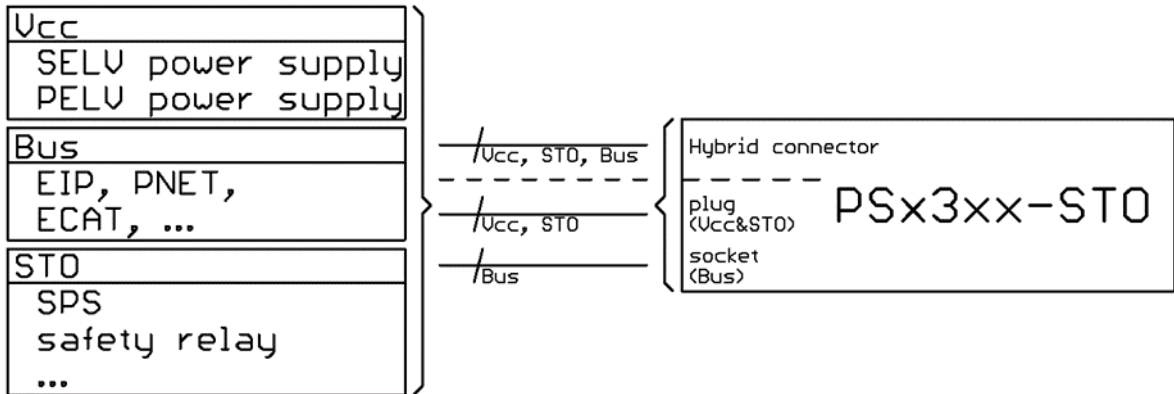 Vcc
SELV power supply
PELV power supply
Bus
EIP, PNET,
ECAT, ...
STO
SPS
safety relay
...
Vcc, STO, Bus
Vcc, STO
Bus
Hybrid connector
plug
(Vcc&STO)
socket
(Bus)
PSx3xx-STO